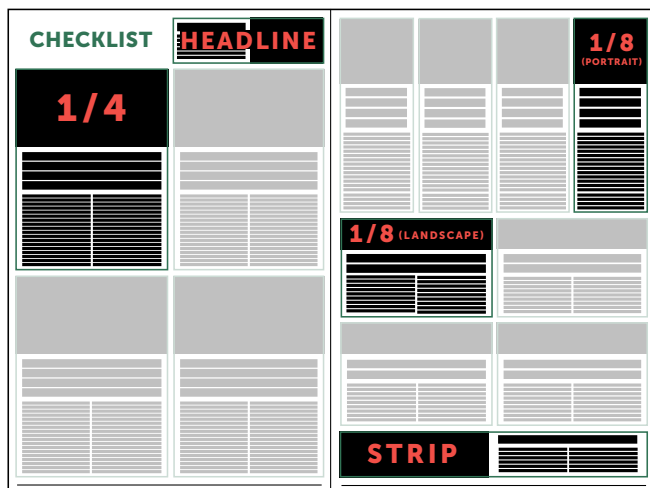 CHECKLIST
HEADLINE
1/4
1/8
(PORTRAIT)
1/8 (LANDSCAPE)
STRIP